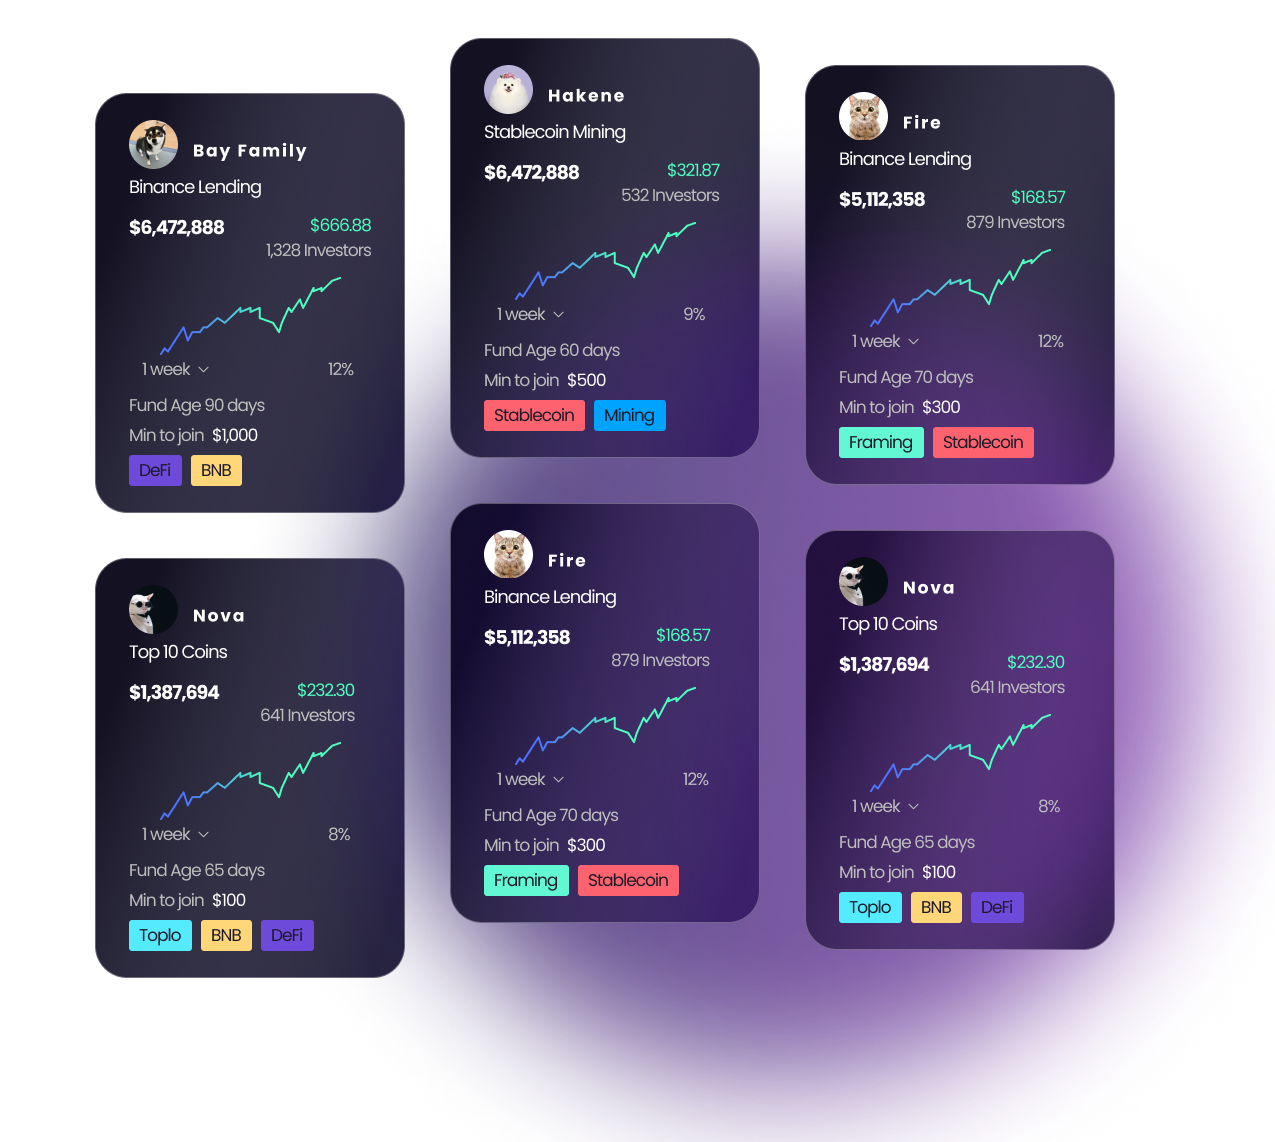 Bay Family
Binance Lending
$6,472,888
$666.88
1,328 Investors
1 week
12%
Fund Age 90 days
Min to join $1,000
DeFi
BNB
Hakene
Stablecoin Mining
$6,472,888
$321.87
532 Investors
1 week
9%
Fund Age 60 days
Min to join $500
Stablecoin
Mining
Fire
Binance Lending
$5,112,358
$168.57
879 Investors
1 week
12%
Fund Age 70 days
Min to join $300
Framing
Stablecoin
Nova
Top 10 Coins
$1,387,694
$232.30
641 Investors
1 week
8%
Fund Age 65 days
Min to join $100
Toplo
BNB
DeFi
Fire
Binance Lending
$5,112,358
$168.57
879 Investors
1 week
12%
Fund Age 70 days
Min to join $300
Framing
Stablecoin
Nova
Top 10 Coins
$1,387,694
$232.30
641 Investors
1 week
8%
Fund Age 65 days
Min to join $100
Toplo
BNB
DeFi